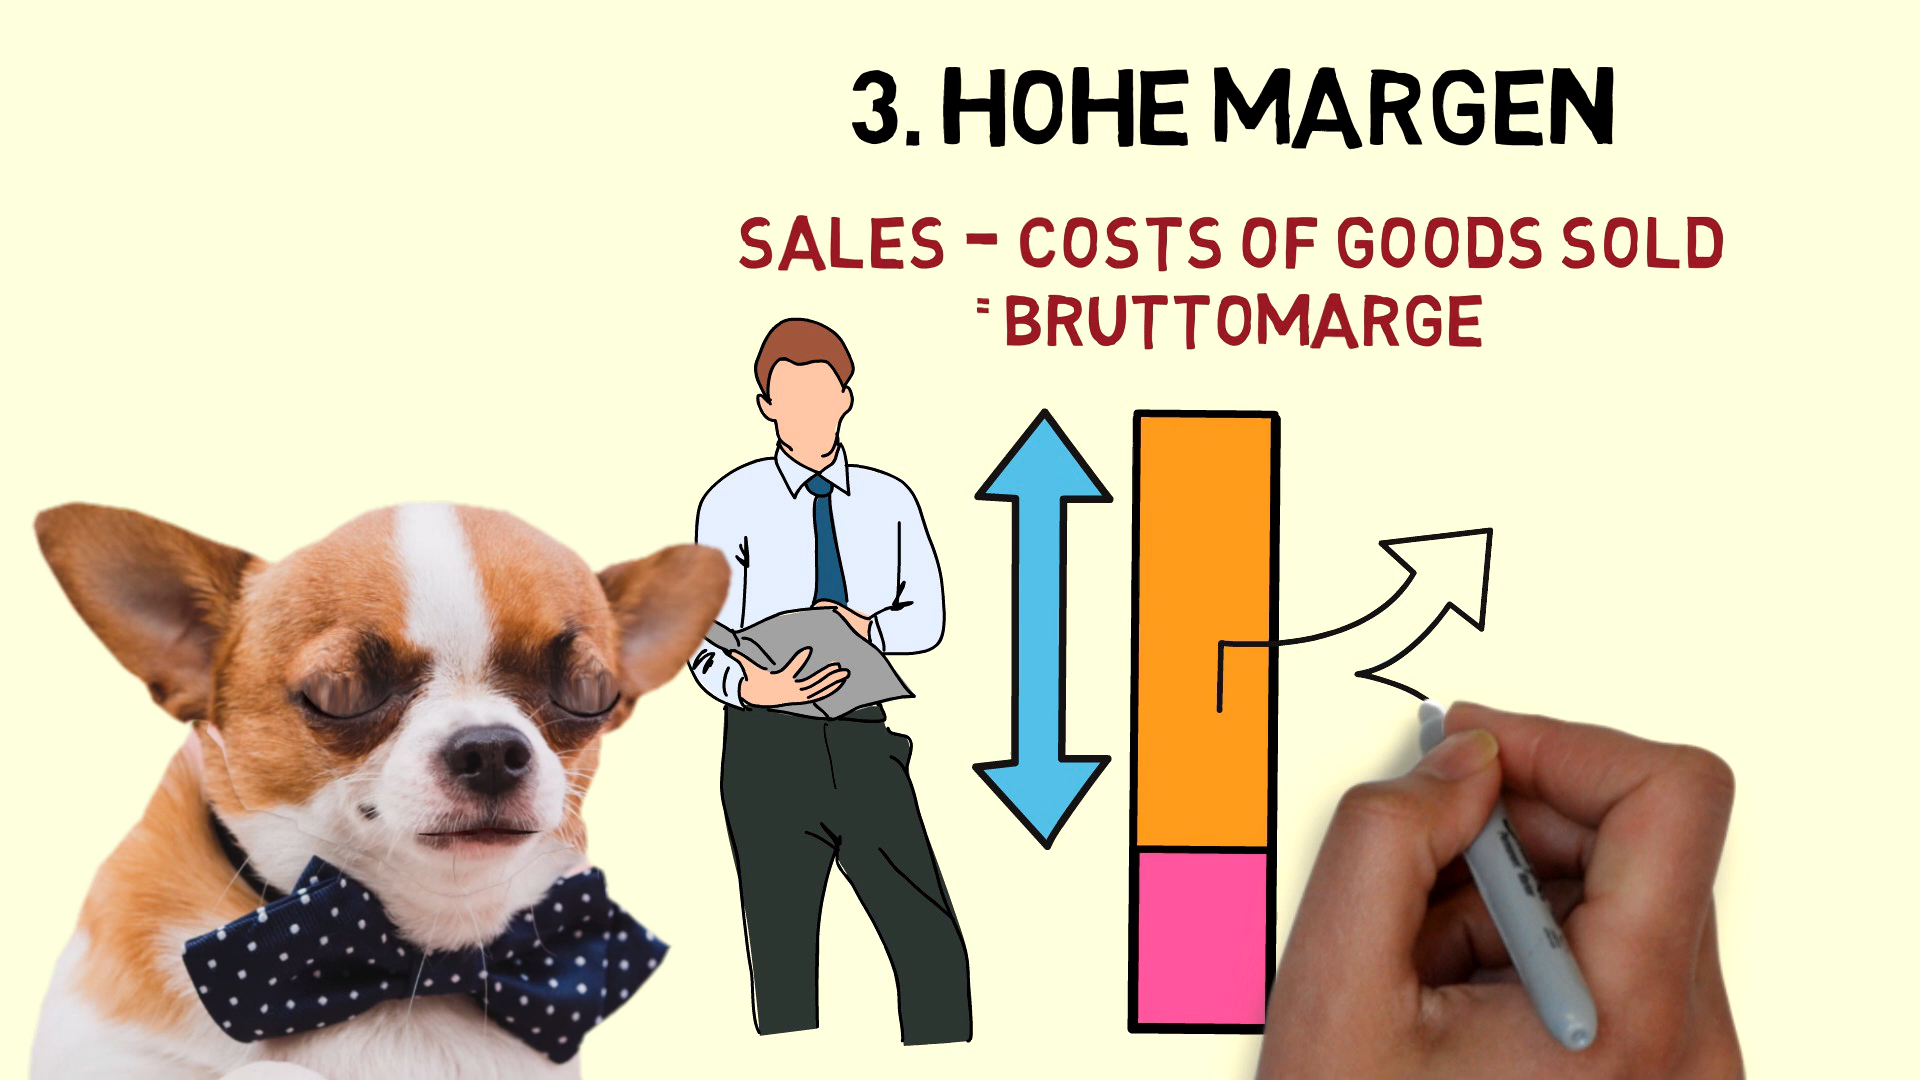 3. HOHE MARGEN
SALES - COSTS OF GOODS SOLD
= BRUTTOMARGE